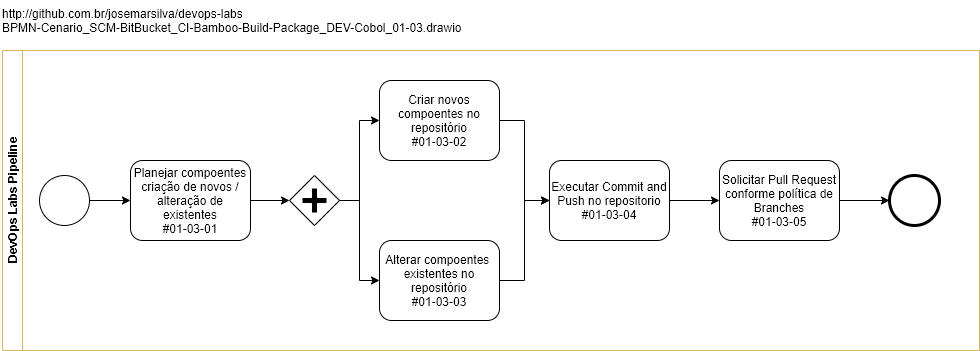 http://github.com.br/josemarsilva/devops-labs
BPMN-Cenario_SCM-BitBucket_CI-Bamboo-Build-Package_DEV-Cobol_01-03.drawio
DevOps Labs Pipeline
Planejar compoentes
criação de novos /
alteração de
existentes
#01-03-01
Criar novos
compoentes no
repositório
#01-03-02
Alterar compoentes
existentes no
repositório
#01-03-03
Executar Commit and
Push no repositorio
#01-03-04
Solicitar Pull Request
conforme política de
Branches
#01-03-05